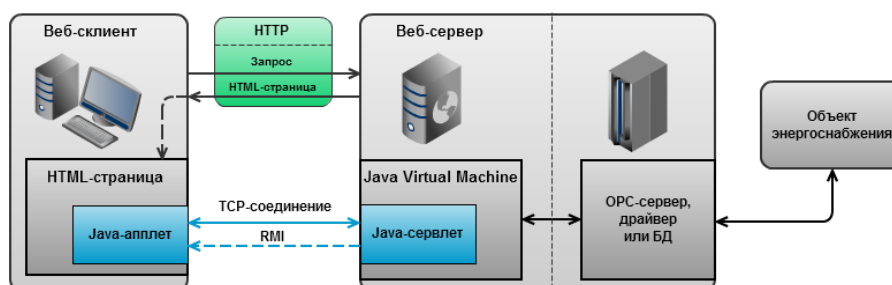 Веб-склиент
HTTP
Веб-сервер
Запрос
HTML-страница
Объект
энергоснабжения
HTML-страница
Java Virtual Machine
TCP-соединение
OPC-сервер,
драйвер
или БД
Java-апплет
RMI
Java-сервлет